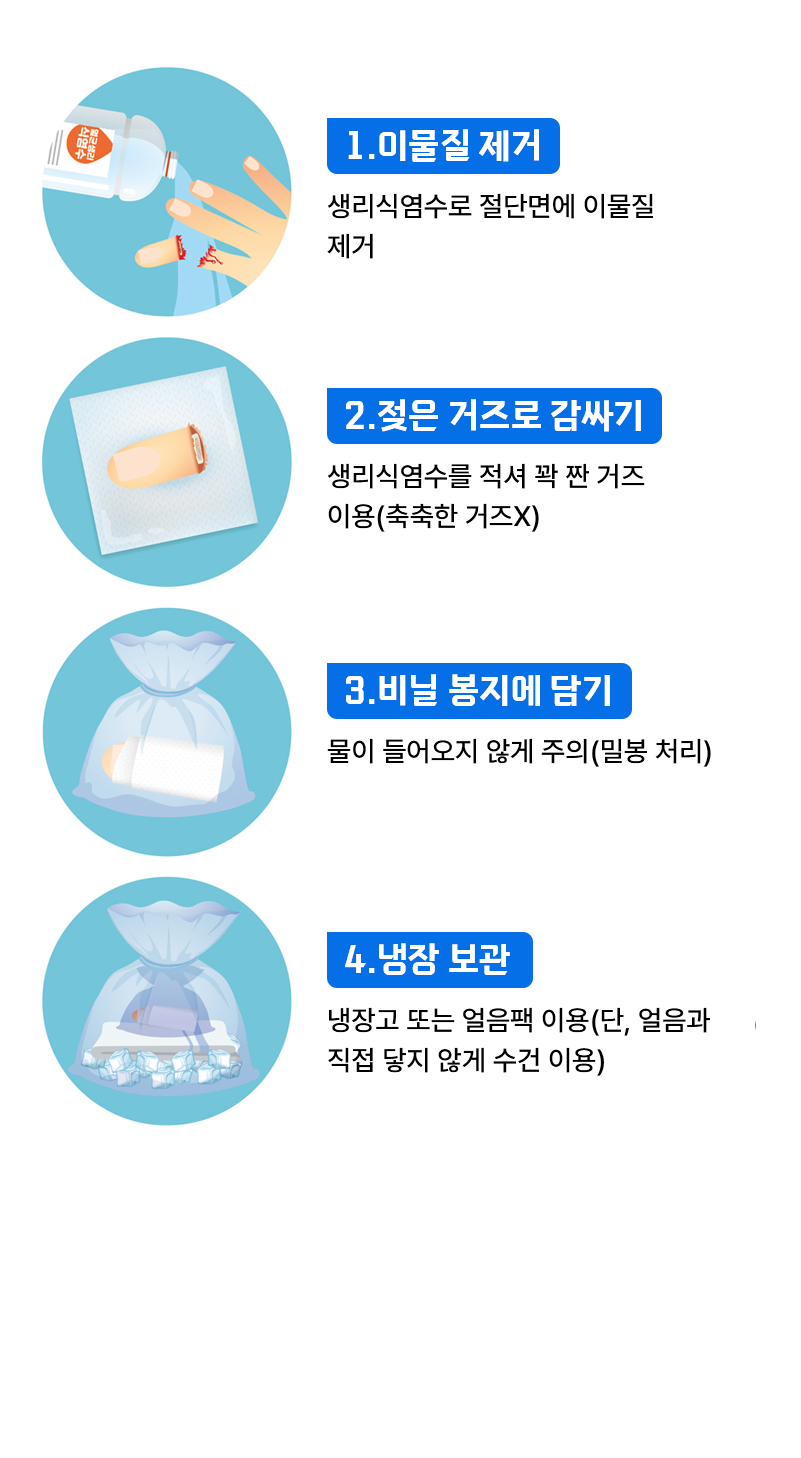 멸균생리
식염수
1.이물질 제거
생리식염수로 절단면에 이물질
제거
2.젖은 거즈로 감싸기
생리식염수를 적셔 꽉 짠 거즈
이용(축축한 거즈X)
3.비닐 봉지에 담기
물이 들어오지 않게 주의(밀봉 처리)
4.냉장 보관
냉장고 또는 얼음팩 이용(단, 얼음과
직접 닿지 않게 수건 이용)